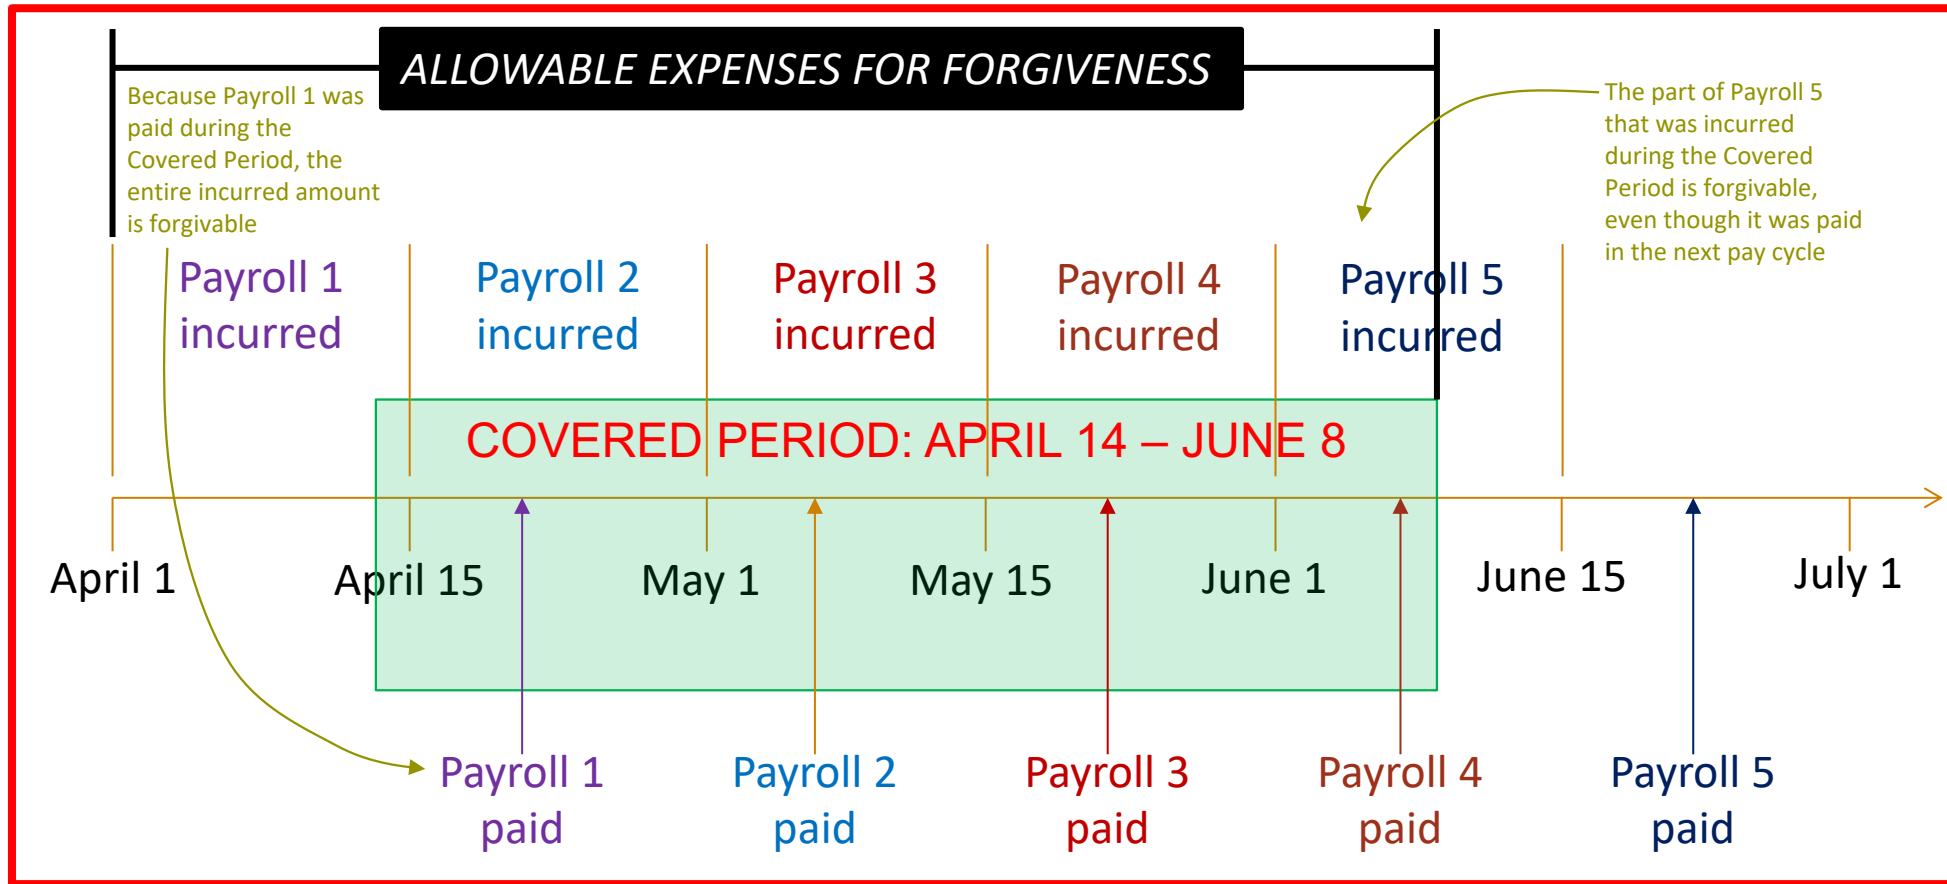 ALLOWABLE EXPENSES FOR FORGIVENESS
Because Payroll 1 was
paid during the
Covered Period, the
entire incurred amount
is forgivable
The part of Payroll 5
that was incurred
during the Covered
Period is forgivable,
even though it was paid
in the next pay cycle
Payroll 1
incurred
Payroll 2
incurred
Payroll 3
incurred
Payroll 4
incurred
Payroll 5
incurred
COVERED PERIOD: APRIL 14 – JUNE 8
April 1
April 15
May 1
May 15
June 1
June 15
July 1
Payroll 1
paid
Payroll 2
paid
Payroll 3
paid
Payroll 4
paid
Payroll 5
paid